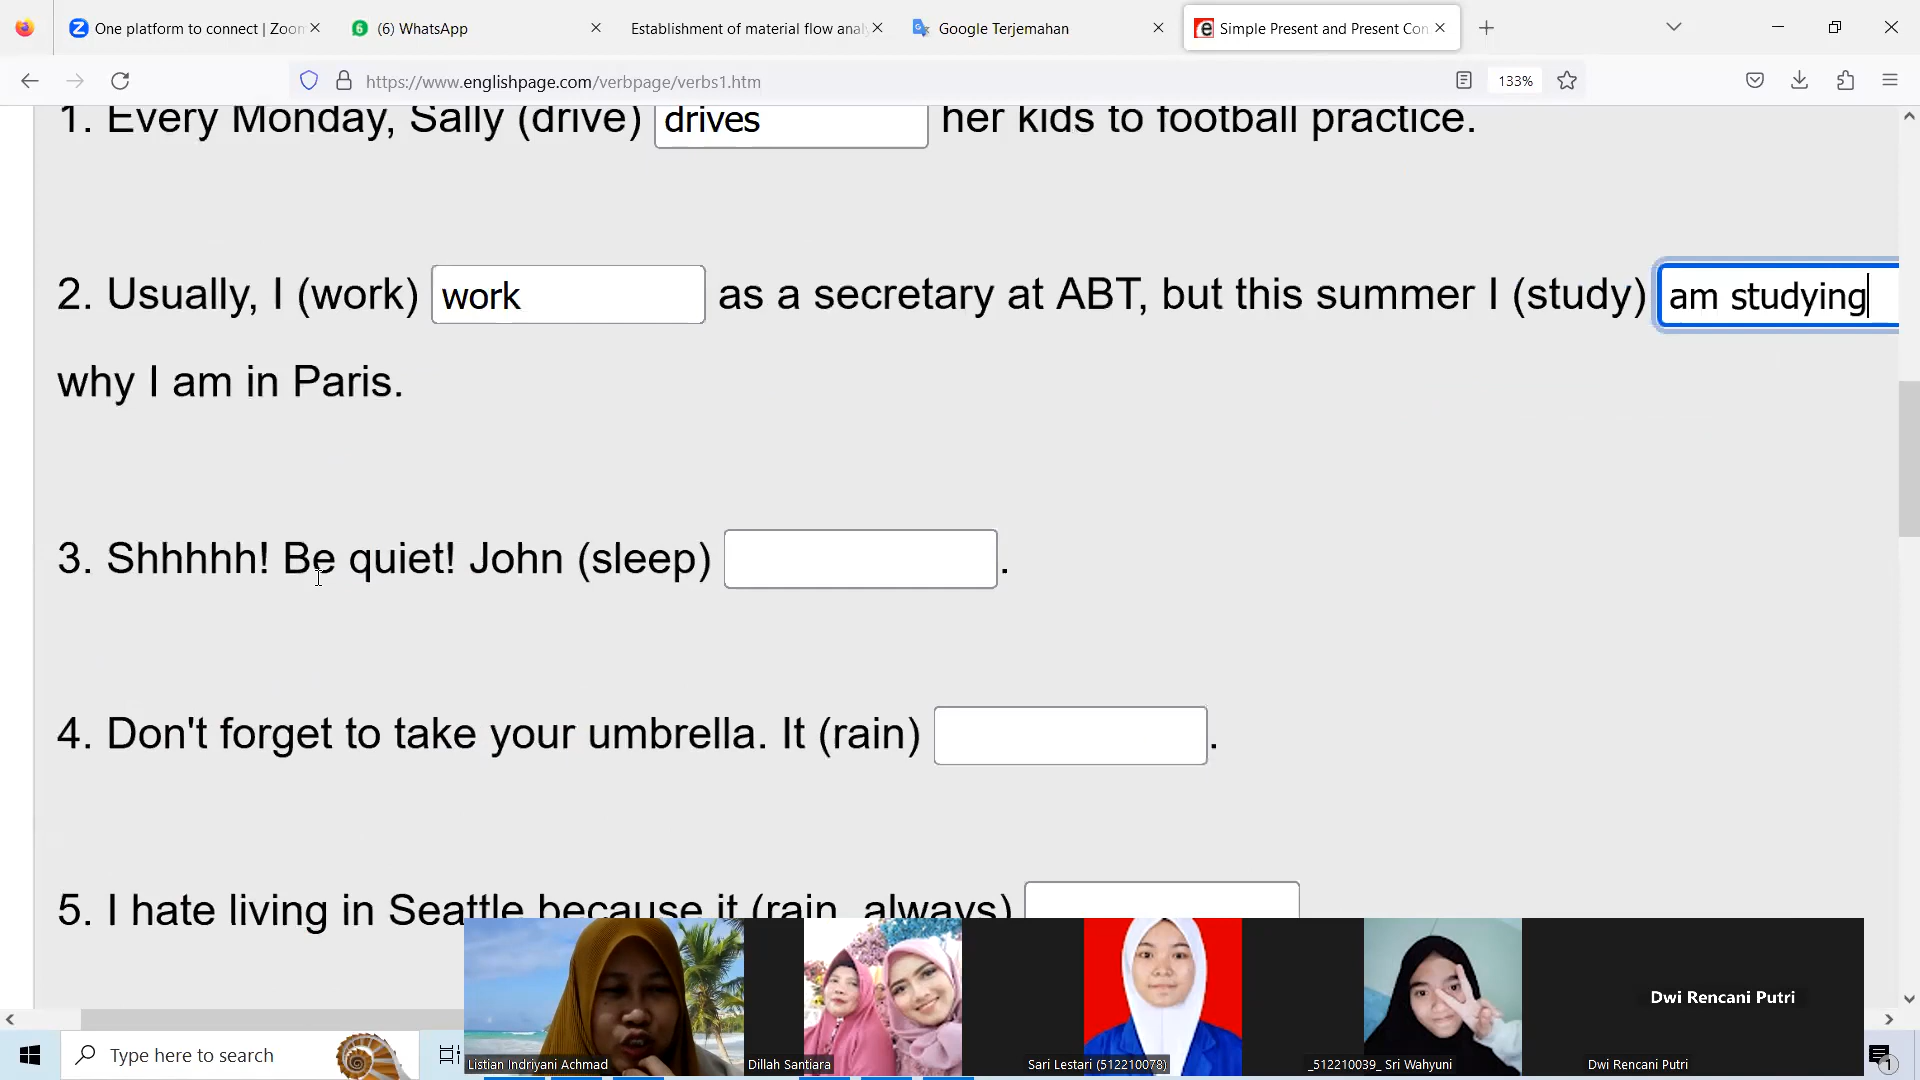 One platform to connect | Zoom
(6) WhatsApp
Establishment of material flow analy
Google Terjemahan
Simple Present and Present Con
https://www.englishpage.com/verbpage/verbs1.htm
133%
1. Every Monday, Sally (drive) drives her kids to football practice.
2. Usually, I (work) work as a secretary at ABT, but this summer I (study) am studying
why I am in Paris.
3. Shhhhh! Be quiet! John (sleep) .
4. Don't forget to take your umbrella. It (rain) .
5. I hate living in Seattle because it (rain, always)
Dwi Rencani Putri
Type here to search
Listian Indriyani Achmad
Dillah Santiara
Sari Lestari (512210078)
_512210039_ Sri Wahyuni
Dwi Rencani Putri
1